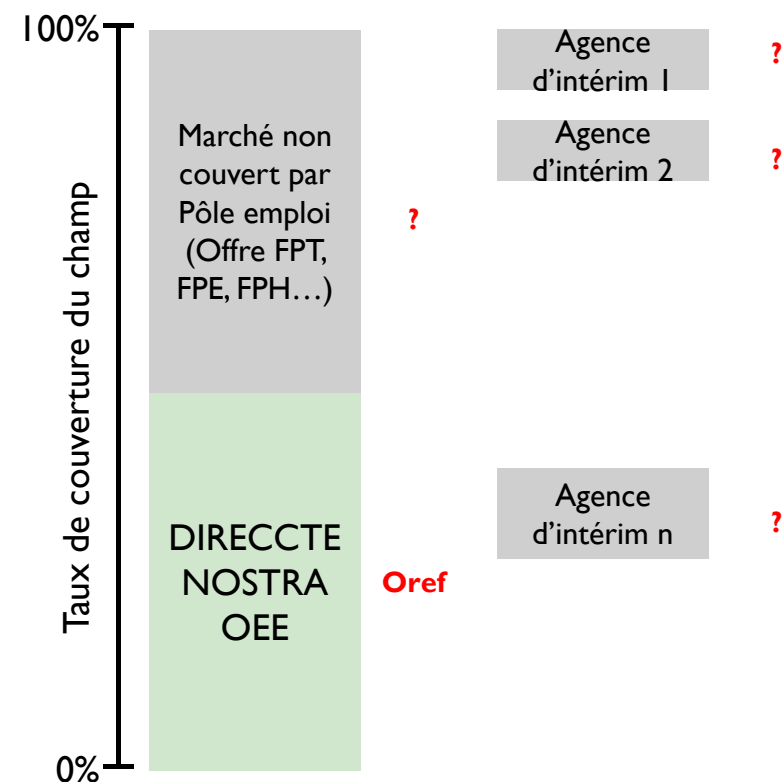 100%
Taux de couverture du champ
0%
Marché non
couvert par
Pôle emploi
(Offre FPT,
FPE, FPH…)
?
DIRECCTE
NOSTRA
OEE
Oref
Agence
d’intérim 1
?
Agence
d’intérim 2
?
Agence
d’intérim n
?